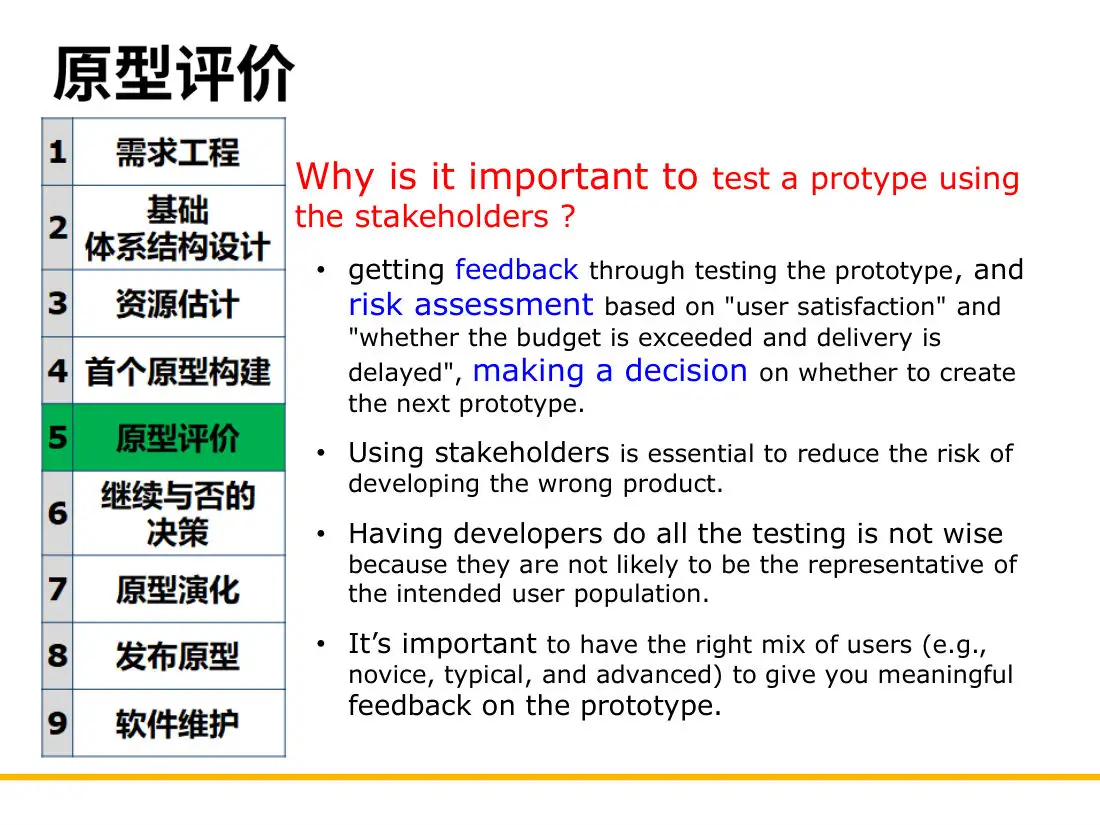 原型评价
1 需求工程
2 基础
体系结构设计
3 资源估计
4 首个原型构建
5 原型评价
6 继续与否的
决策
7 原型演化
8 发布原型
9 软件维护
Why is it important to test a protype using
the stakeholders ?
• getting feedback through testing the prototype, and
risk assessment based on "user satisfaction" and
"whether the budget is exceeded and delivery is
delayed", making a decision on whether to create
the next prototype.
• Using stakeholders is essential to reduce the risk of
developing the wrong product.
• Having developers do all the testing is not wise
because they are not likely to be the representative of
the intended user population.
• It’s important to have the right mix of users (e.g.,
novice, typical, and advanced) to give you meaningful
feedback on the prototype.